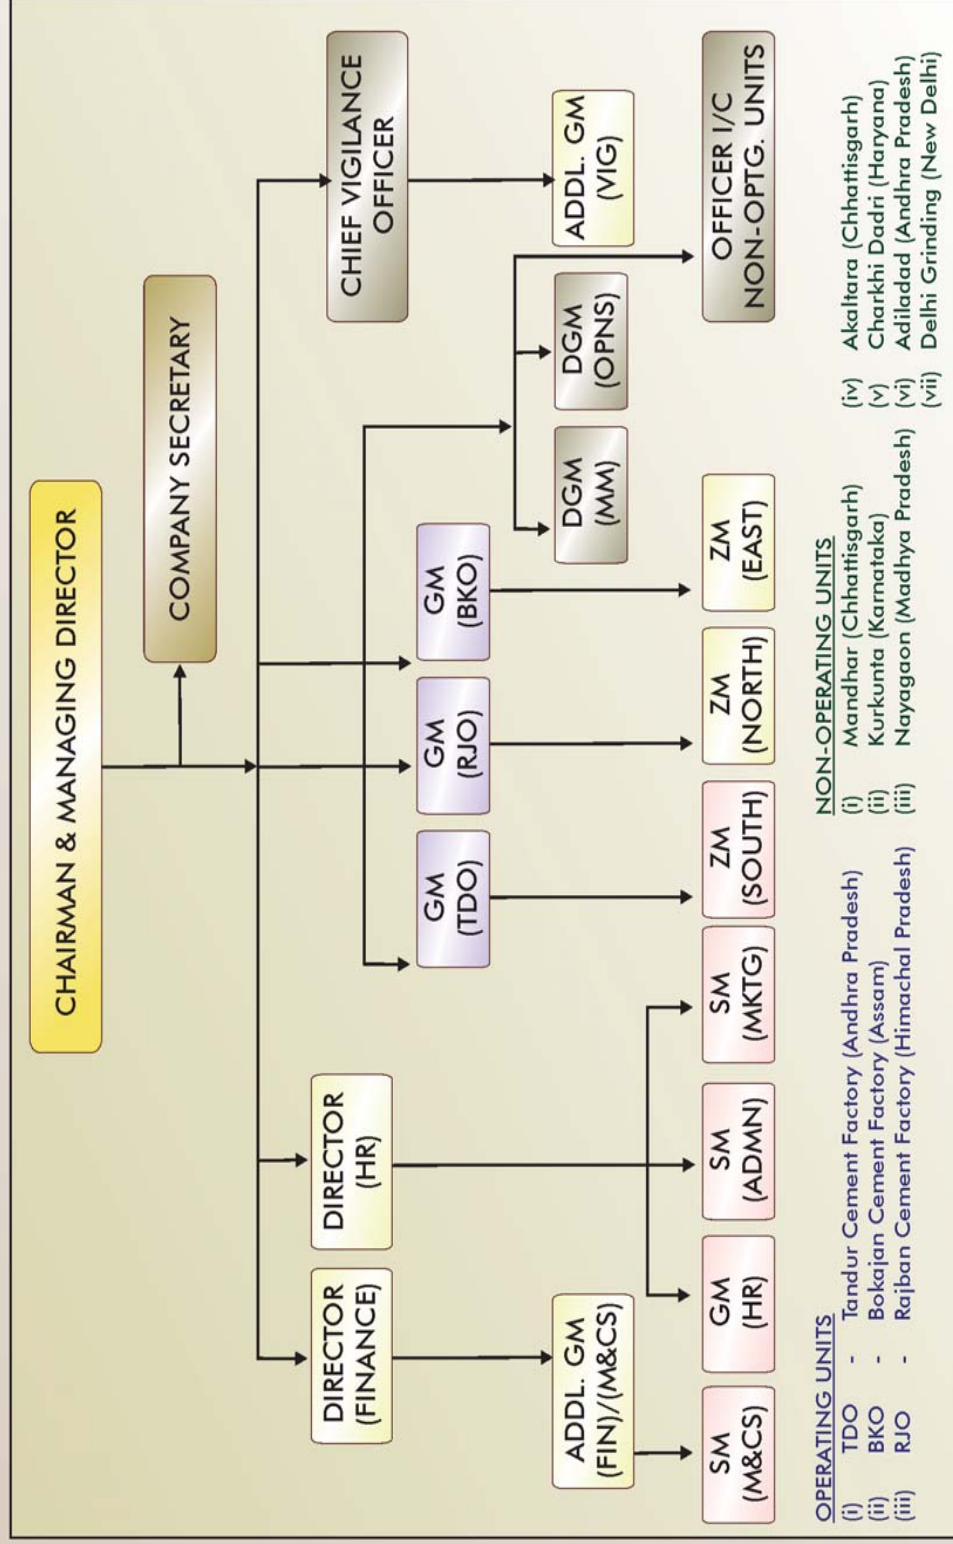 CHAIRMAN & MANAGING DIRECTOR
COMPANY SECRETARY
DIRECTOR
(FINANCE)
DIRECTOR
(HR)
CHIEF VIGILANCE
OFFICER
GM
(TDO)
GM
(RJO)
GM
(BKO)
ADDL. GM
(FIN)/(M&CS)
DGM
(MM)
DGM
(OPNS)
ADDL. GM
(VIG)
SM
(M&CS)
GM
(HR)
SM
(ADMN)
SM
(MKTG)
ZM
(SOUTH)
ZM
(NORTH)
ZM
(EAST)
OFFICER I/C
NON-OPTG. UNITS
OPERATING UNITS
(i) TDO - Tandur Cement Factory (Andhra Pradesh)
(ii) BKO - Bokajan Cement Factory (Assam)
(iii) RJO - Rajban Cement Factory (Himachal Pradesh)
NON-OPERATING UNITS
(i) Mandhar (Chhattisgarh)
(ii) Kurkunta (Karnataka)
(iii) Nayagaon (Madhya Pradesh)
(iv) Akaltara (Chhattisgarh)
(v) Charkhi Dadri (Haryana)
(vi) Adiladad (Andhra Pradesh)
(vii) Delhi Grinding (New Delhi)